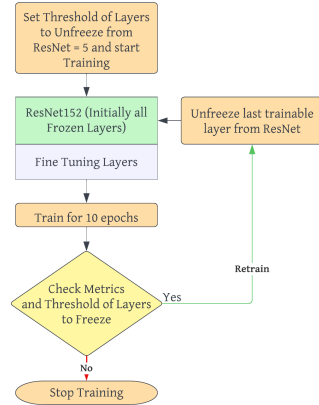 Set Threshold of Layers
to Unfreeze from
ResNet = 5 and start
Training
ResNet152 (Initially all
Frozen Layers)
Unfreeze last trainable
layer from ResNet
Fine Tuning Layers
Train for 10 epochs
Retrain
Check Metrics
and Threshold of Layers
to Freeze
Yes
No
Stop Training